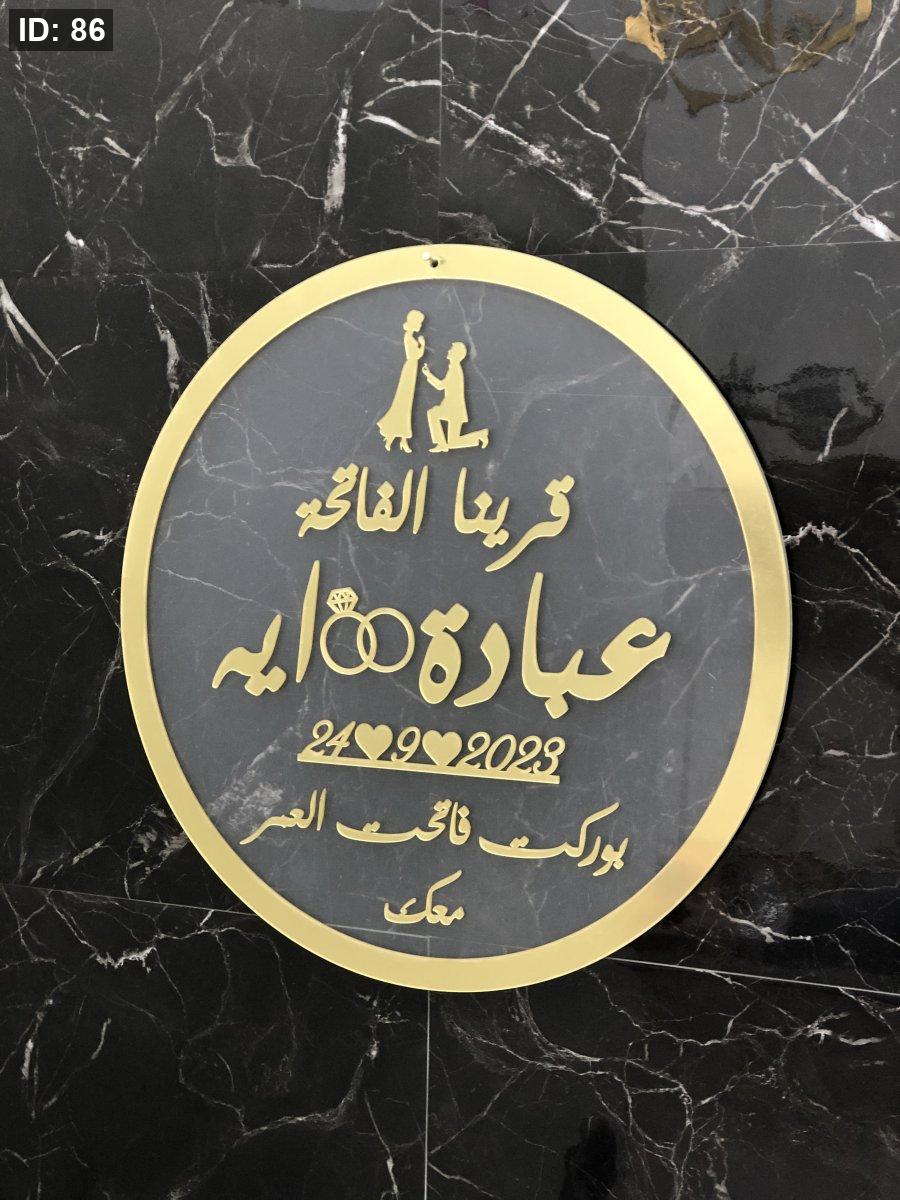 ID: 86
قرينا الفاتحة
عبادة ايه
24 9 2023
بوركت فاتحت العمر
معك